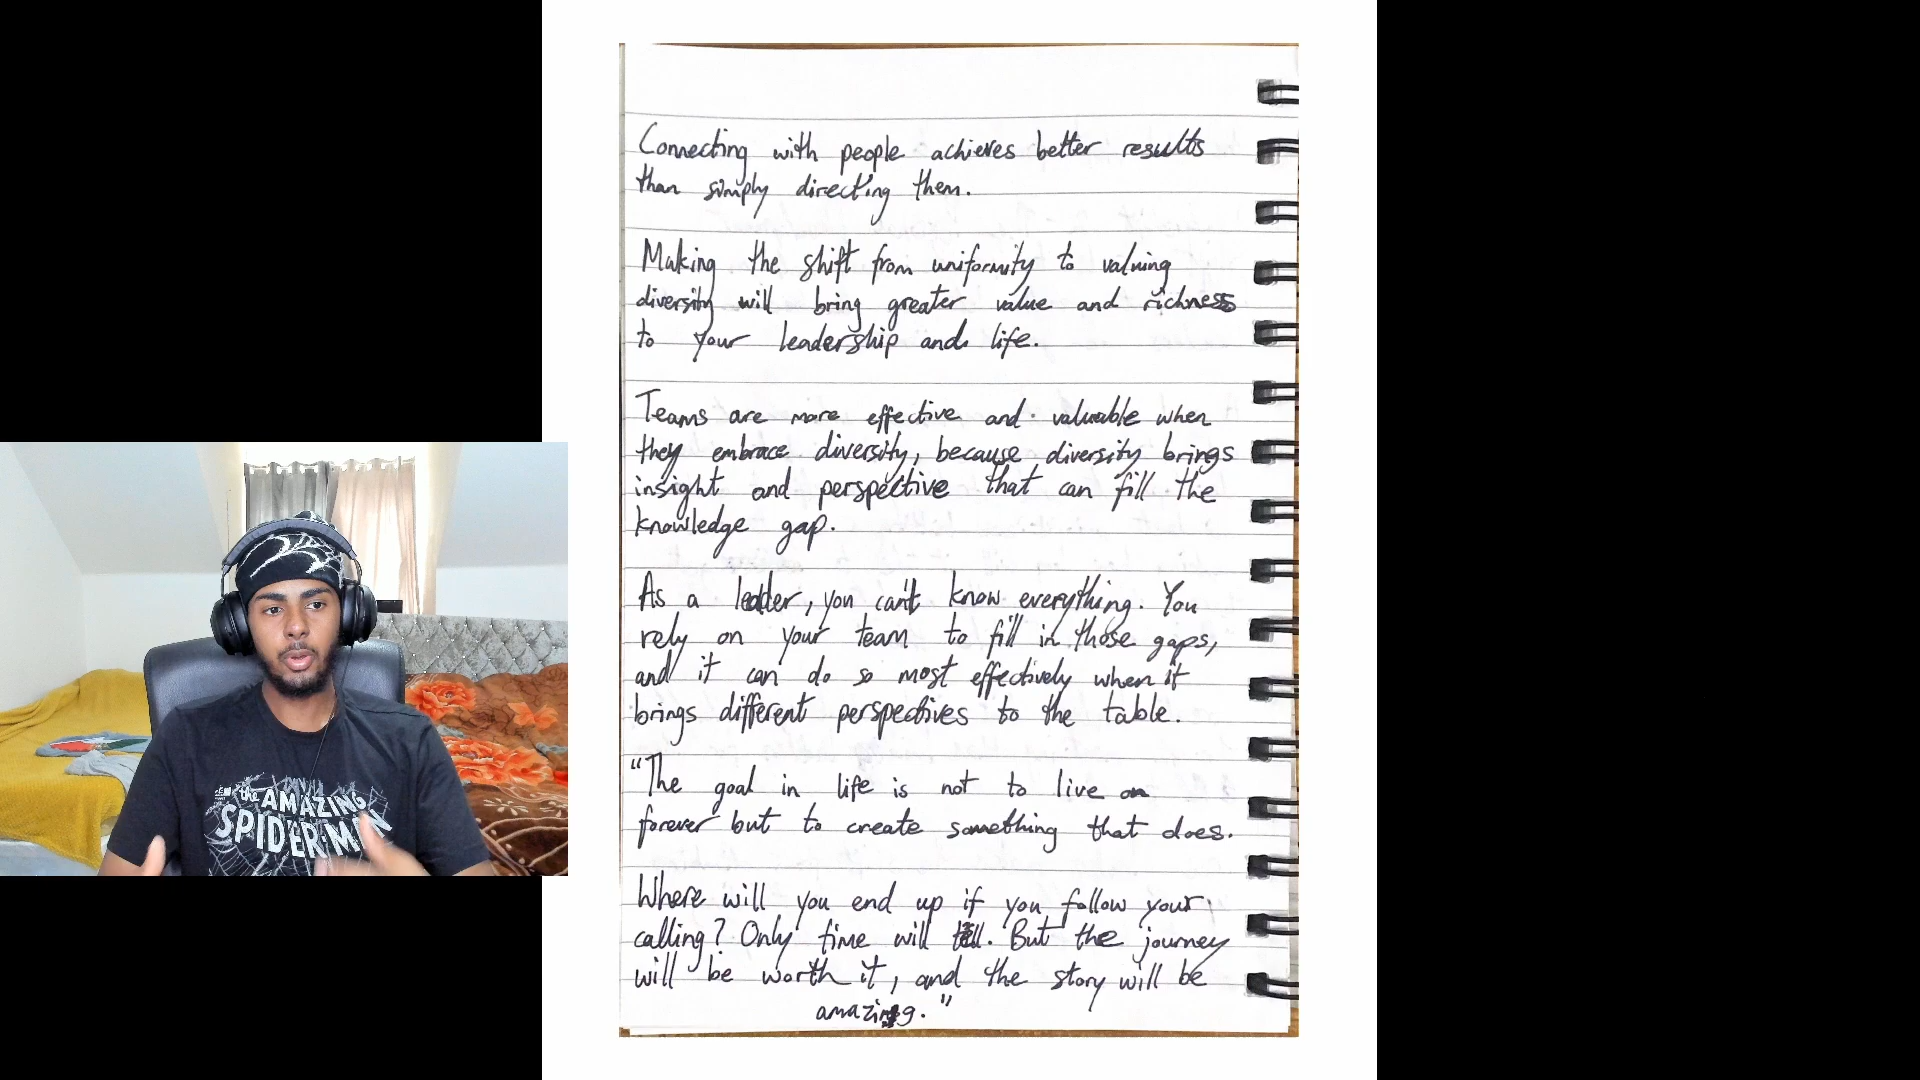 Connecting with people achieves better results
than simply directing them.
Making the shift from uniformity to valuing
diversity will bring greater value and richness
to your leadership and life.
Teams are more effective and valuable when
they embrace diversity, because diversity brings
insight and perspective that can fill the
knowledge gap.
As a leader, you can't know everything. You
rely on your team to fill in those gaps,
and it can do so most effectively when it
brings different perspectives to the table.
"The goal in life is not to live on
forever but to create something that does.
Where will you end up if you follow your
calling? Only time will tell. But the journey
will be worth it, and the story will be
amazing."
the AMAZING
SPIDER-MAN